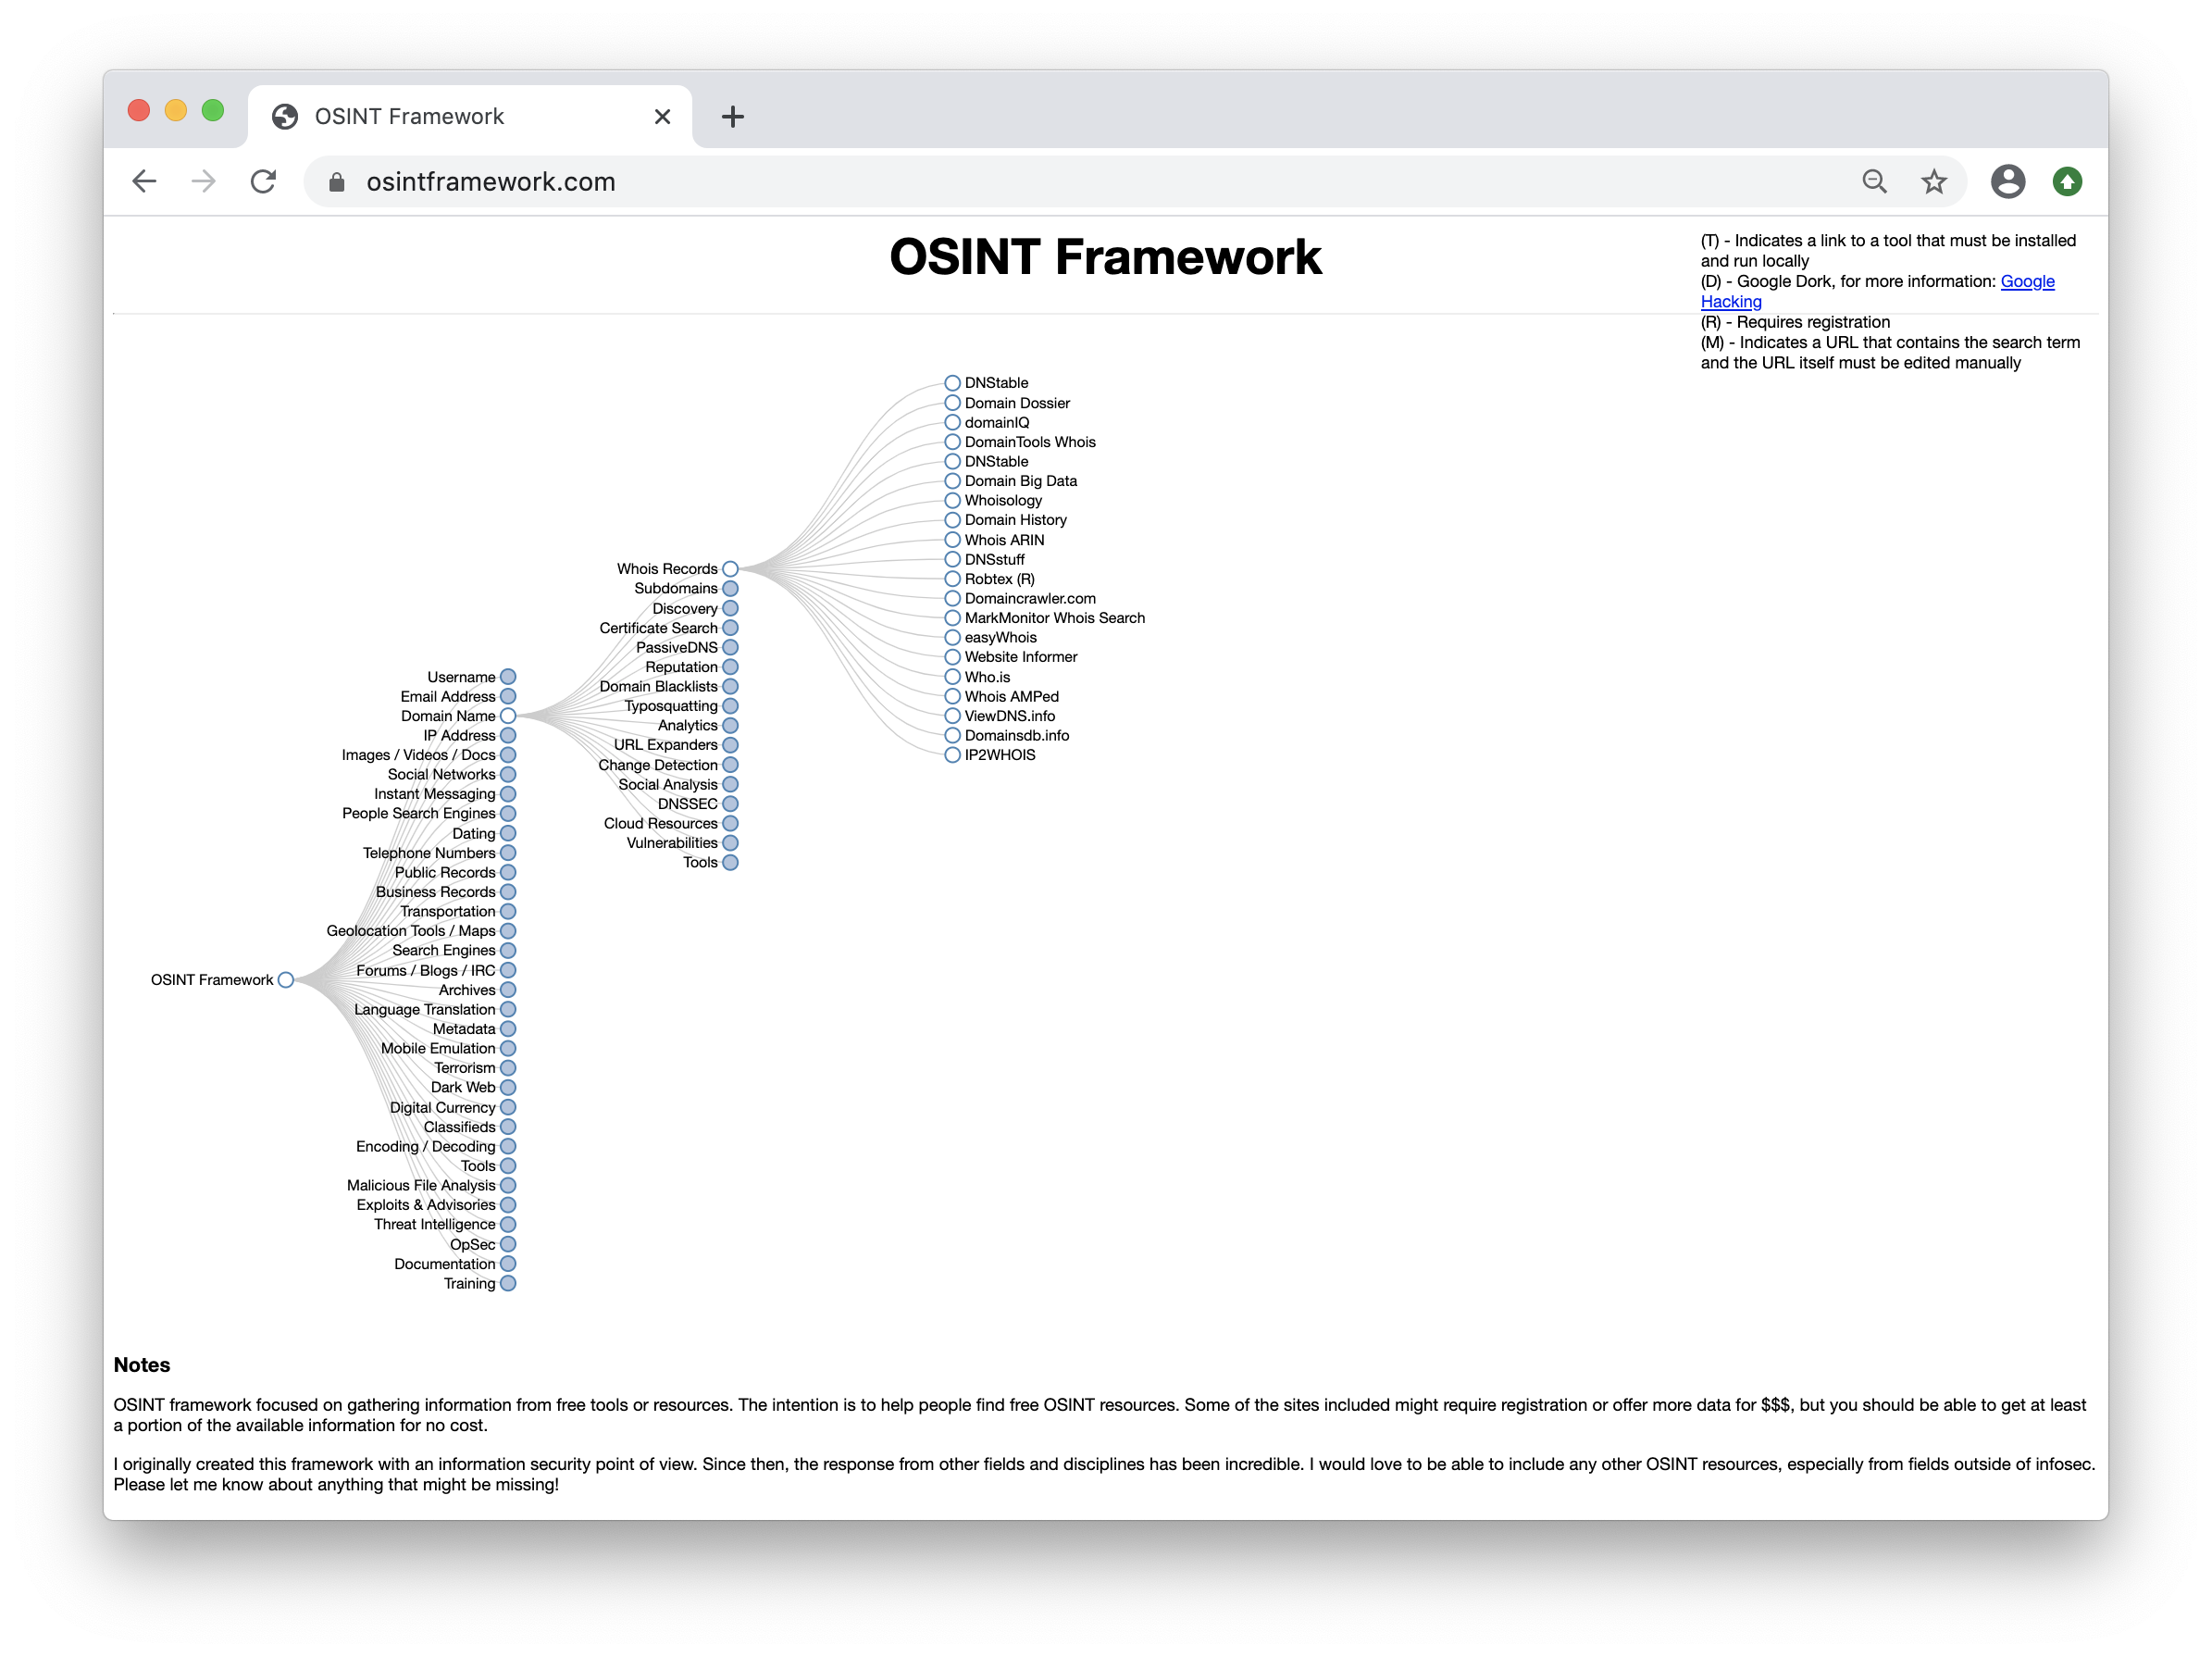 OSINT Framework
osintframework.com
OSINT Framework
(T) - Indicates a link to a tool that must be installed
and run locally
(D) - Google Dork, for more information: Google
Hacking
(R) - Requires registration
(M) - Indicates a URL that contains the search term
and the URL itself must be edited manually
OSINT Framework
Username
Email Address
Domain Name
IP Address
Images / Videos / Docs
Social Networks
Instant Messaging
People Search Engines
Dating
Telephone Numbers
Public Records
Business Records
Transportation
Geolocation Tools / Maps
Search Engines
Forums / Blogs / IRC
Archives
Language Translation
Metadata
Mobile Emulation
Terrorism
Dark Web
Digital Currency
Classifieds
Encoding / Decoding
Tools
Malicious File Analysis
Exploits & Advisories
Threat Intelligence
OpSec
Documentation
Training
Whois Records
Subdomains
Discovery
Certificate Search
PassiveDNS
Reputation
Domain Blacklists
Typosquatting
Analytics
URL Expanders
Change Detection
Social Analysis
DNSSEC
Cloud Resources
Vulnerabilities
Tools
DNStable
Domain Dossier
domainIQ
DomainTools Whois
DNStable
Domain Big Data
Whoisology
Domain History
Whois ARIN
DNSstuff
Robtex (R)
Domaincrawler.com
MarkMonitor Whois Search
easyWhois
Website Informer
Who.is
Whois AMPed
ViewDNS.info
Domainsdb.info
IP2WHOIS
Notes
OSINT framework focused on gathering information from free tools or resources. The intention is to help people find free OSINT resources. Some of the sites included might require registration or offer more data for $$$, but you should be able to get at least
a portion of the available information for no cost.
I originally created this framework with an information security point of view. Since then, the response from other fields and disciplines has been incredible. I would love to be able to include any other OSINT resources, especially from fields outside of infosec.
Please let me know about anything that might be missing!